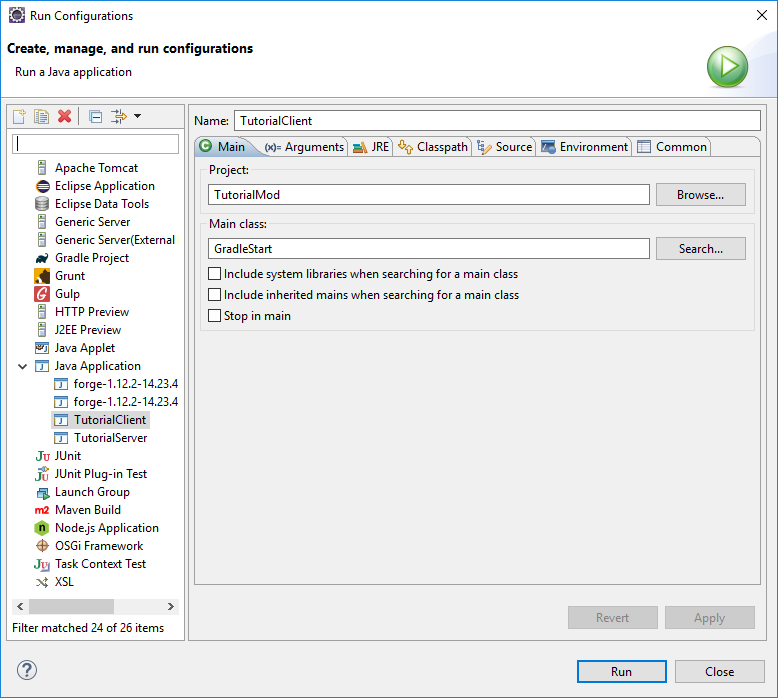 Run Configurations
Create, manage, and run configurations
Run a Java application
Name: TutorialClient
Main (x)= Arguments JRE Classpath Source Environment Common
Apache Tomcat
Eclipse Application
Eclipse Data Tools
Generic Server
Generic Server(External
Gradle Project
Grunt
Gulp
HTTP Preview
J2EE Preview
Java Applet
Java Application
forge-1.12.2-14.23.4
forge-1.12.2-14.23.4
TutorialClient
TutorialServer
JUnit
JUnit Plug-in Test
Launch Group
m2 Maven Build
Node.js Application
OSGi Framework
Task Context Test
XSL
Filter matched 24 of 26 items
Project:
TutorialMod Browse...
Main class:
GradleStart Search...
Include system libraries when searching for a main class
Include inherited mains when searching for a main class
Stop in main
Revert Apply
? Run Close